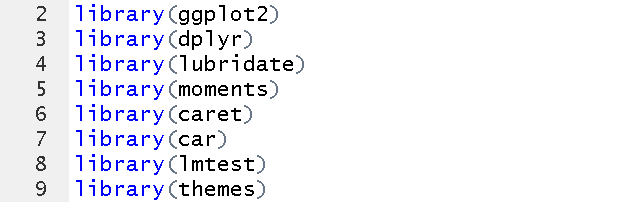 2 library(ggplot2)
3 library(dplyr)
4 library(lubridate)
5 library(moments)
6 library(caret)
7 library(car)
8 library(lmtest)
9 library(themes)